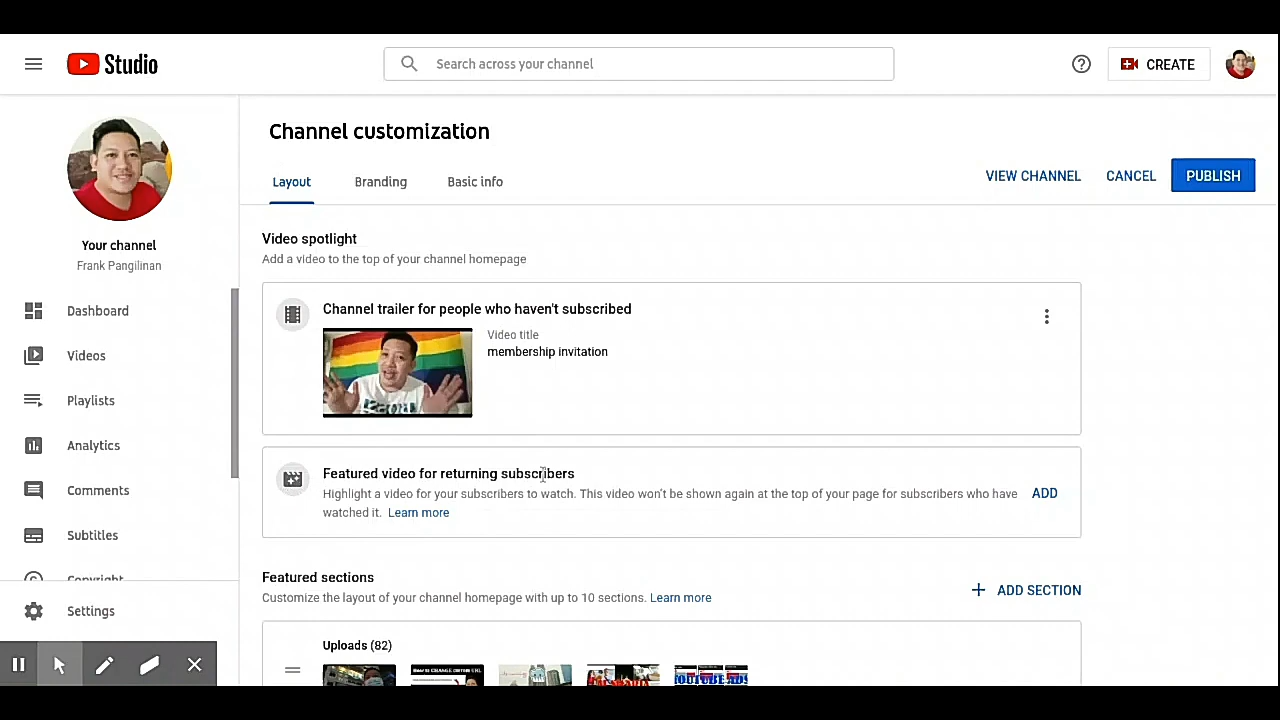 Studio
Search across your channel
CREATE
Your channel
Frank Pangilinan
Dashboard
Videos
Playlists
Analytics
Comments
Subtitles
Copyright
Settings
Channel customization
Layout
Branding
Basic info
VIEW CHANNEL
CANCEL
PUBLISH
Video spotlight
Add a video to the top of your channel homepage
Channel trailer for people who haven't subscribed
Video title
membership invitation
Featured video for returning subscribers
Highlight a video for your subscribers to watch. This video won't be shown again at the top of your page for subscribers who have
watched it. Learn more
ADD
Featured sections
Customize the layout of your channel homepage with up to 10 sections. Learn more
ADD SECTION
Uploads (82)
YOUTUBE ADS